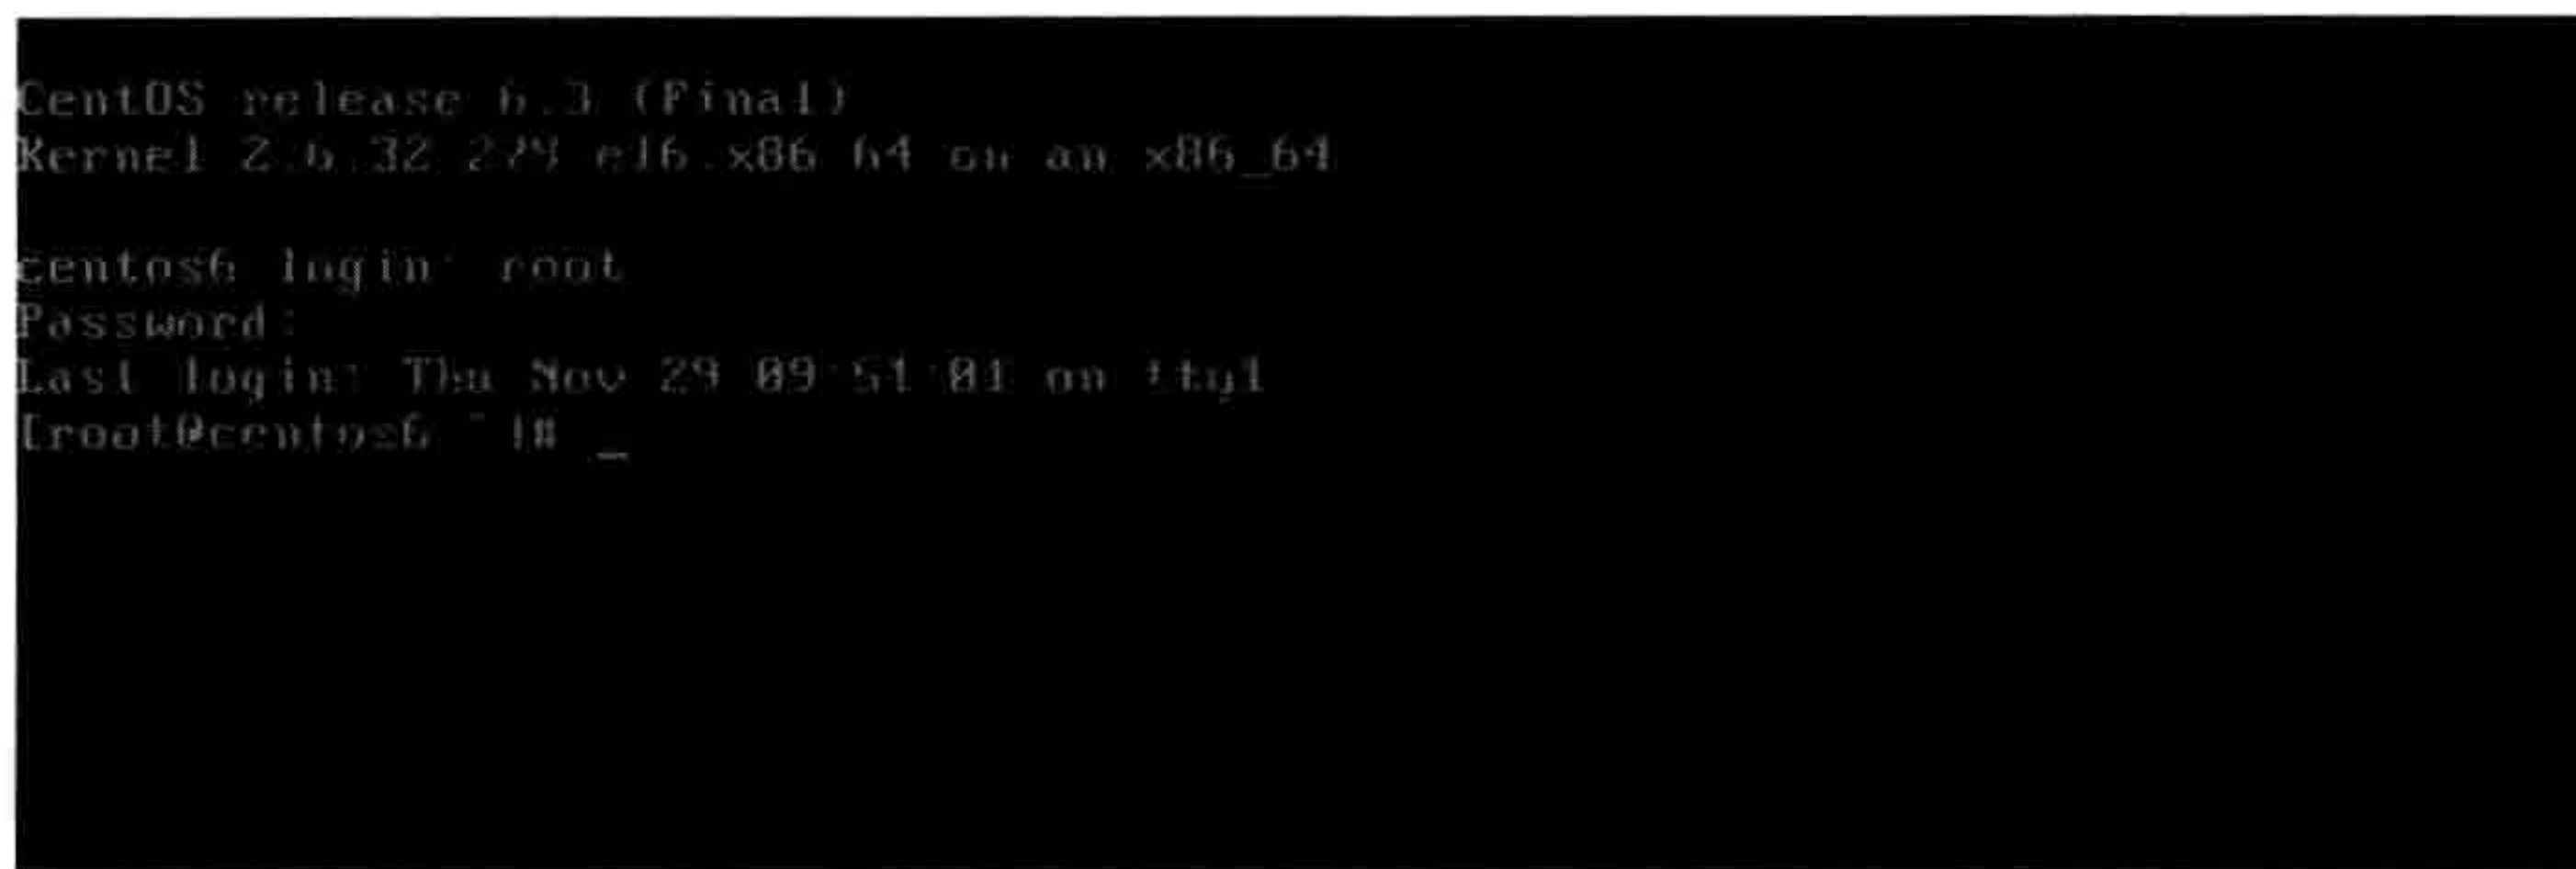 CentOS release 6.3 (Final)
Kernel 2.6.32-279.el6.x86_64 on an x86_64
centos6 login: root
Password:
Last login: Thu Nov 29 09:51:01 on tty1
[root@centos6 ~]# _